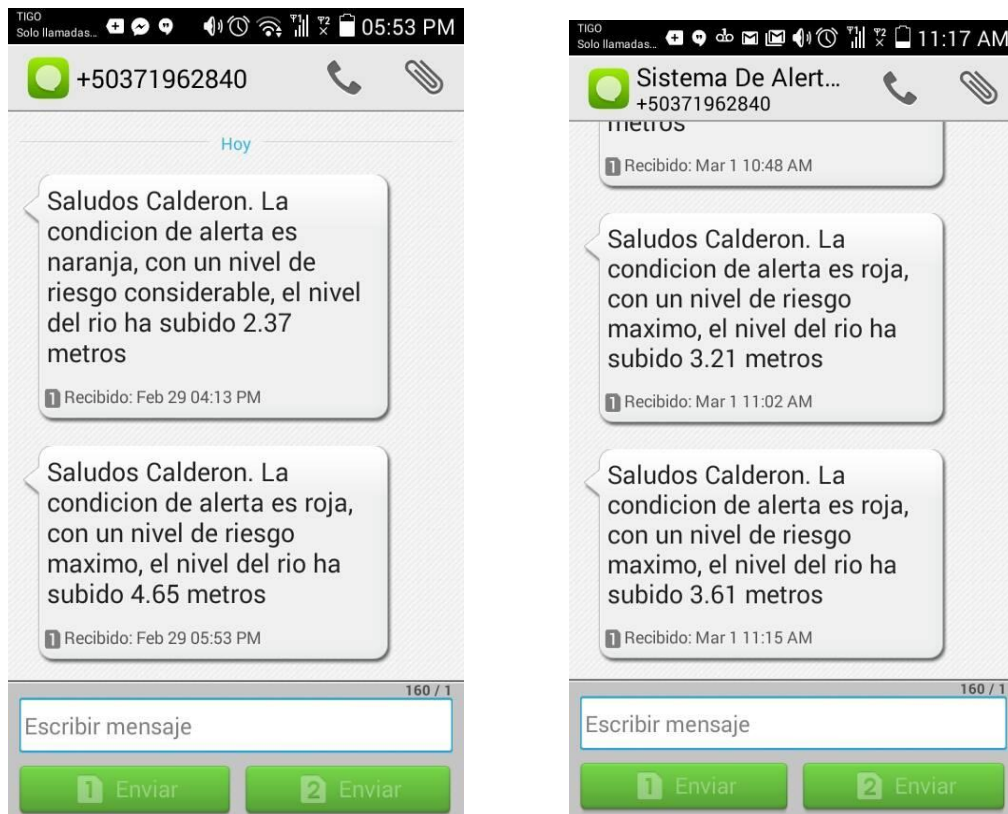 TIGO
Solo llamadas...
05:53 PM
+50371962840
Hoy
Saludos Calderon. La
condicion de alerta es
naranja, con un nivel de
riesgo considerable, el nivel
del rio ha subido 2.37
metros
1 Recibido: Feb 29 04:13 PM
Saludos Calderon. La
condicion de alerta es roja,
con un nivel de riesgo
maximo, el nivel del rio ha
subido 4.65 metros
1 Recibido: Feb 29 05:53 PM
160 / 1
Escribir mensaje
1 Enviar
2 Enviar
TIGO
Solo llamadas...
11:17 AM
Sistema De Alert...
+50371962840
metros
1 Recibido: Mar 1 10:48 AM
Saludos Calderon. La
condicion de alerta es roja,
con un nivel de riesgo
maximo, el nivel del rio ha
subido 3.21 metros
1 Recibido: Mar 1 11:02 AM
Saludos Calderon. La
condicion de alerta es roja,
con un nivel de riesgo
maximo, el nivel del rio ha
subido 3.61 metros
1 Recibido: Mar 1 11:15 AM
160 / 1
Escribir mensaje
1 Enviar
2 Enviar